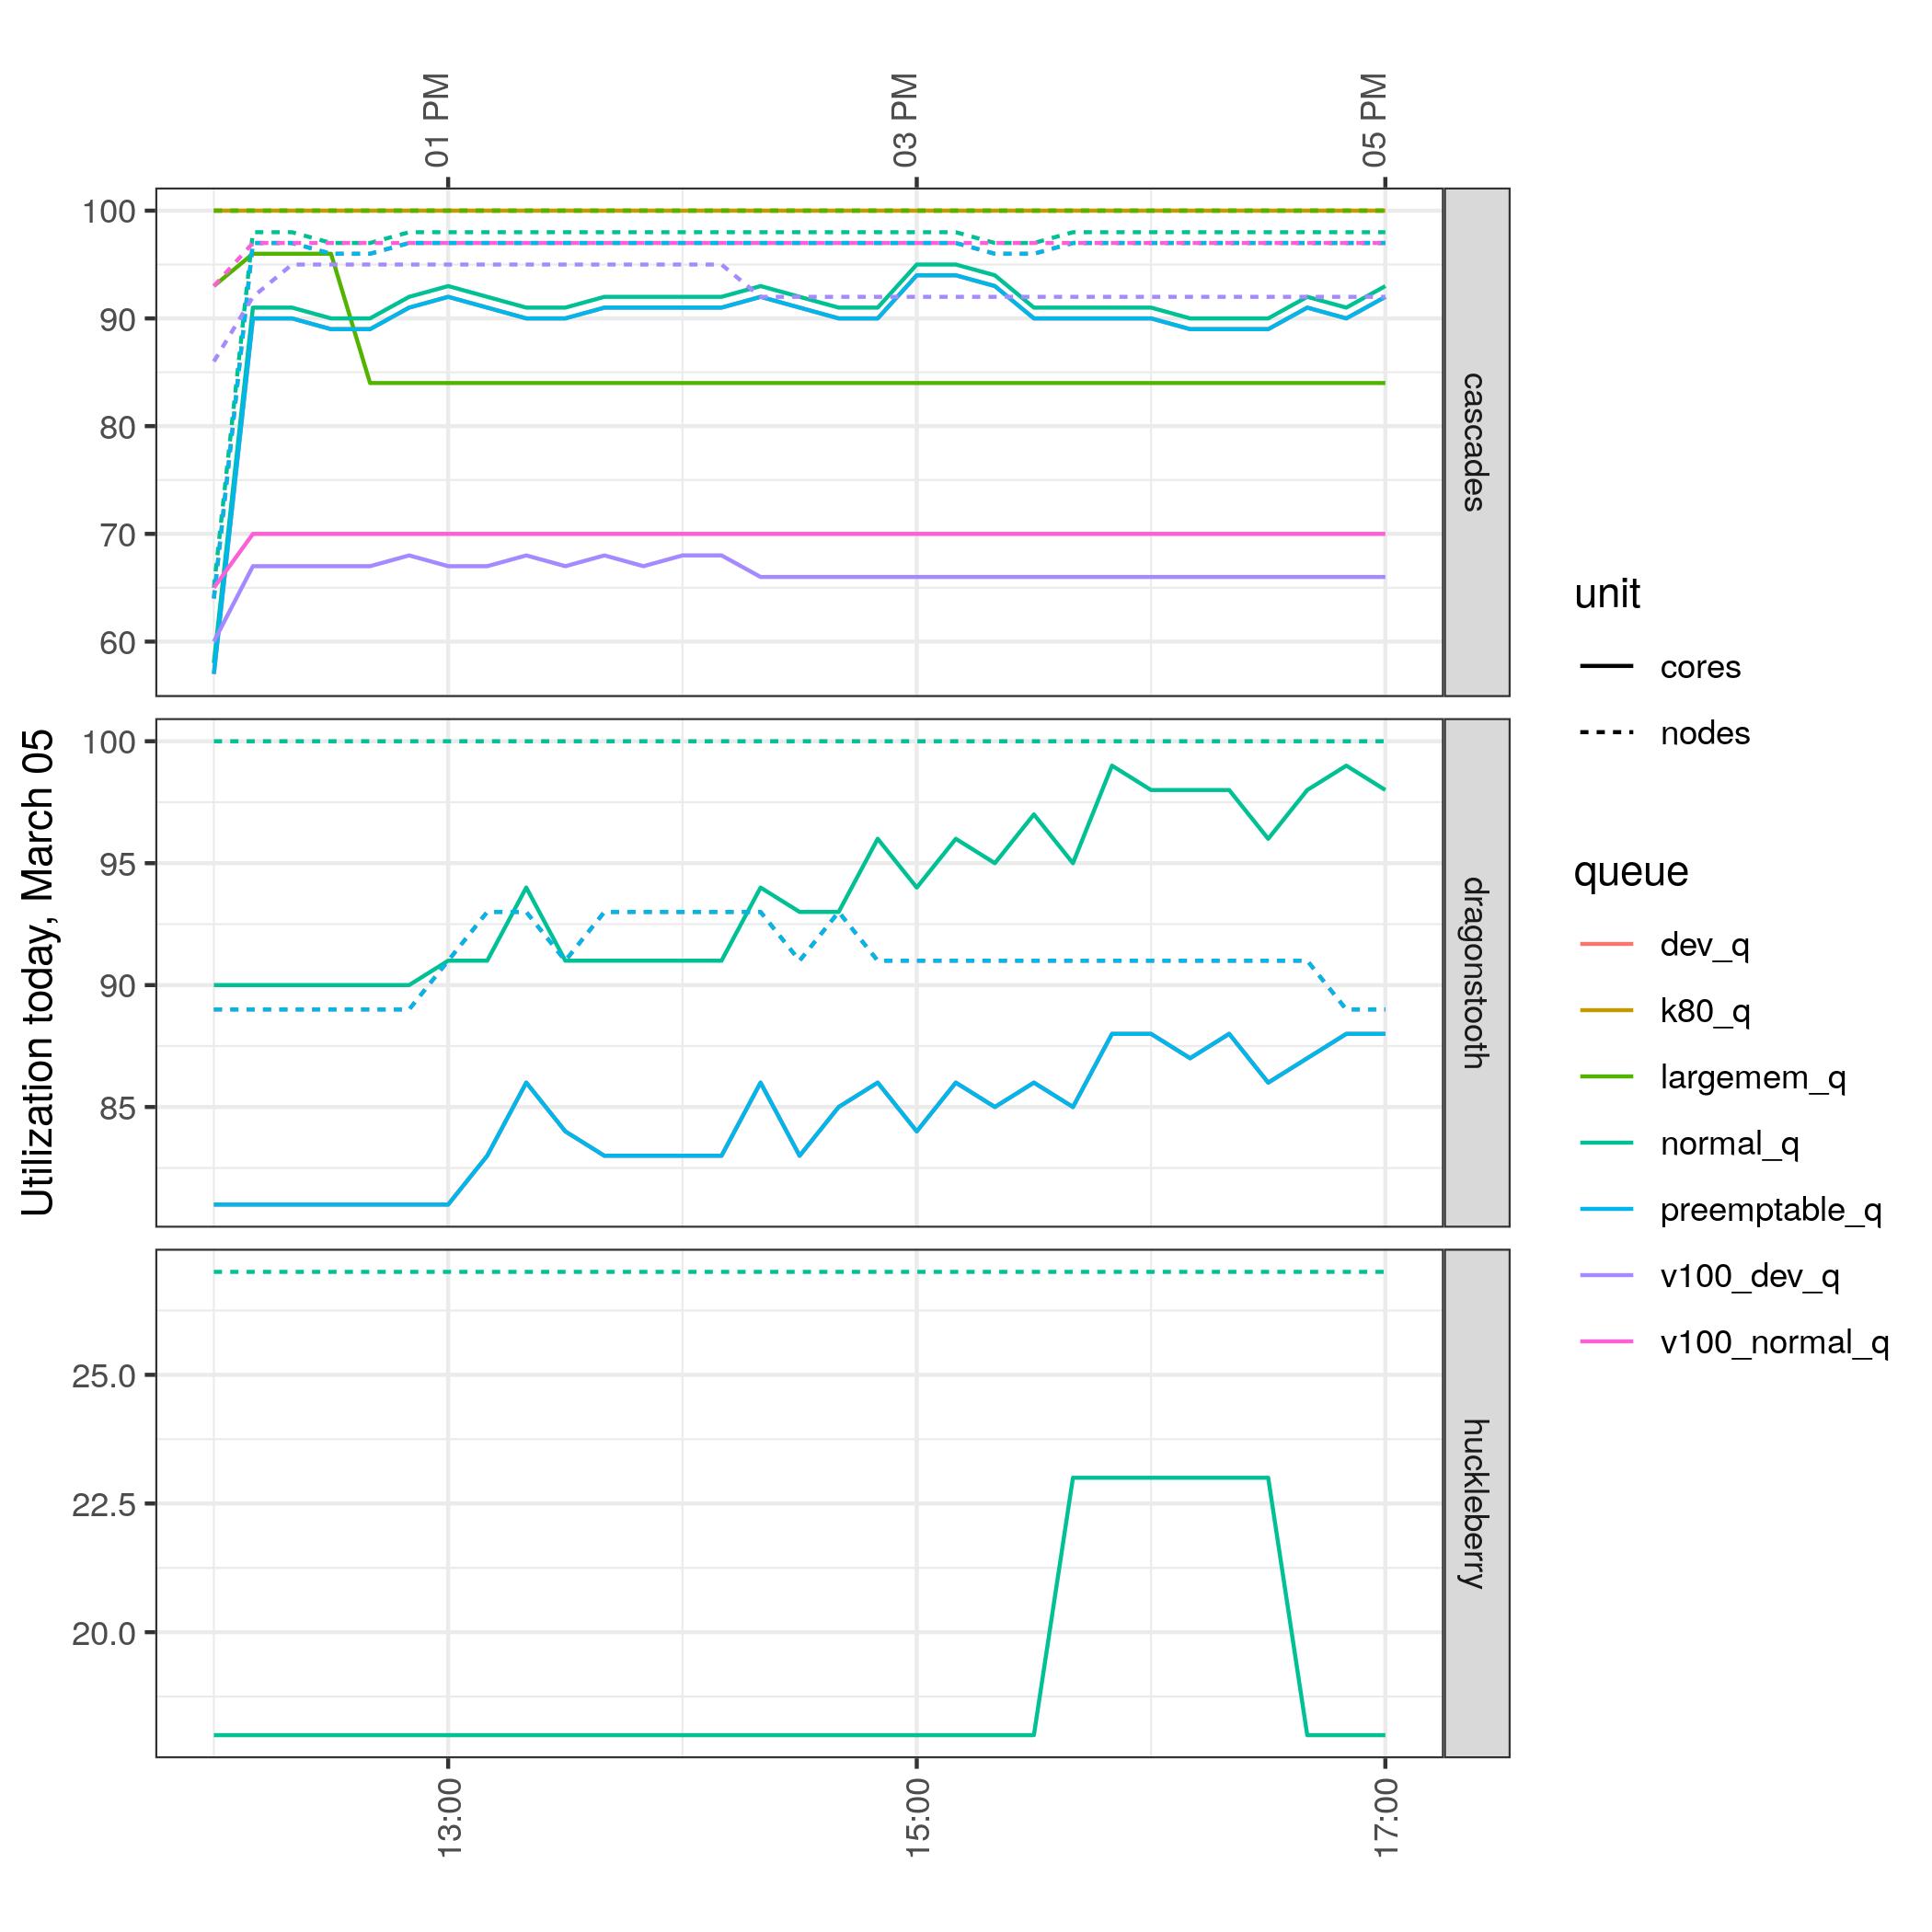 01 PM
03 PM
05 PM
100
90
80
70
60
cascades
Utilization today, March 05
100
95
90
85
dragonstooth
25.0
22.5
20.0
huckleberry
13:00
15:00
17:00
unit
cores
nodes
queue
dev_q
k80_q
largemem_q
normal_q
preemptable_q
v100_dev_q
v100_normal_q